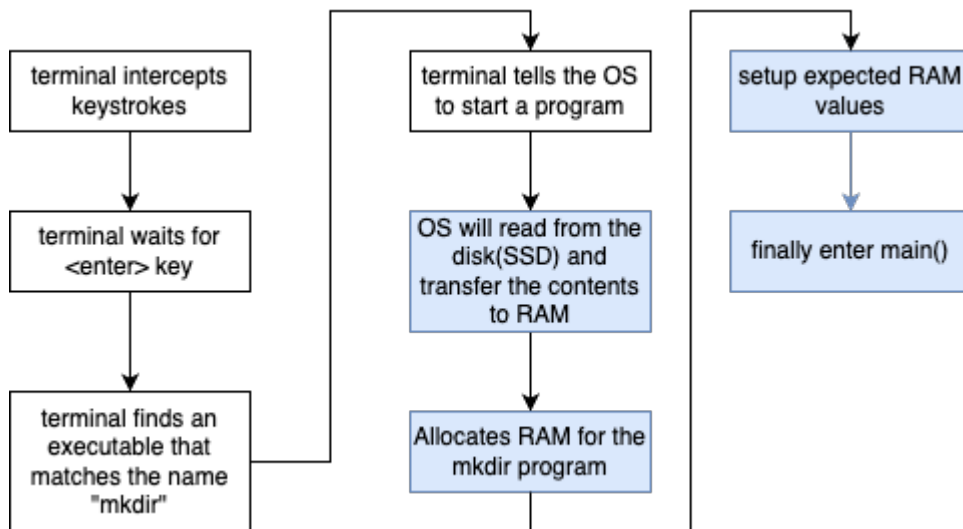 terminal intercepts
keystrokes
terminal waits for
<enter> key
terminal finds an
executable that
matches the name
"mkdir"
terminal tells the OS
to start a program
OS will read from the
disk(SSD) and
transfer the contents
to RAM
Allocates RAM for the
mkdir program
setup expected RAM
values
finally enter main()